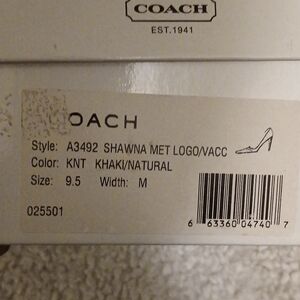 COACH
EST. 1941
OACH
Style: A3492 SHAWNA MET LOGO/VACC
Color: KNT KHAKI/NATURAL
Size: 9.5 Width: M
025501
6 63360 04740 7